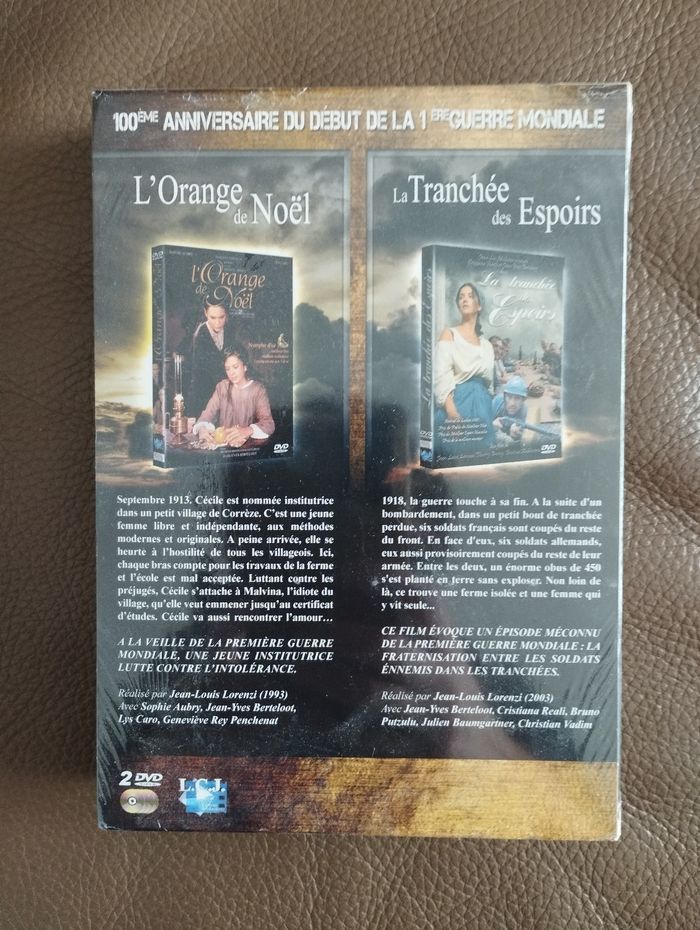 100ÈME ANNIVERSAIRE DU DÉBUT DE LA 1ÈRE GUERRE MONDIALE
L'Orange
de Noël
l'Orange
de
Noël
DVD
Septembre 1913. Cécile est nommée institutrice
dans un petit village de Corrèze. C'est une jeune
femme libre et indépendante, aux méthodes
modernes et originales. A peine arrivée, elle se
heurte à l'hostilité de tous les villageois. Ici,
chaque bras compte pour les travaux de la ferme
et l'école est mal acceptée. Luttant contre les
préjugés, Cécile s'attache à Malvina, l'idiote du
village, qu'elle veut emmener jusqu'au certificat
d'études. Cécile va aussi rencontrer l'amour…
A LA VEILLE DE LA PREMIÈRE GUERRE
MONDIALE, UNE JEUNE INSTITUTRICE
LUTTE CONTRE L'INTOLÉRANCE.
Réalisé par Jean-Louis Lorenzi (1993)
Avec Sophie Aubry, Jean-Yves Berteloot,
Lys Caro, Geneviève Rey Penchenat
La Tranchée
des Espoirs
La tranchée
des
Espoirs
La tranchée des Espoirs
DVD
1918, la guerre touche à sa fin. A la suite d'un
bombardement, dans un petit bout de tranchée
perdue, six soldats français sont coupés du reste
du front. En face d'eux, six soldats allemands,
eux aussi provisoirement coupés du reste de leur
armée. Entre les deux, un énorme obus de 450
s'est planté en terre sans exploser. Non loin de
là, ce trouve une ferme isolée et une femme qui
y vit seule...
CE FILM ÉVOQUE UN ÉPISODE MÉCONNU
DE LA PREMIÈRE GUERRE MONDIALE : LA
FRATERNISATION ENTRE LES SOLDATS
ÉNNEMIS DANS LES TRANCHÉES.
Réalisé par Jean-Louis Lorenzi (2003)
Avec Jean-Yves Berteloot, Cristiana Reali, Bruno
Putzulu, Julien Baumgartner, Christian Vadim
2 DVD
L.C.J.